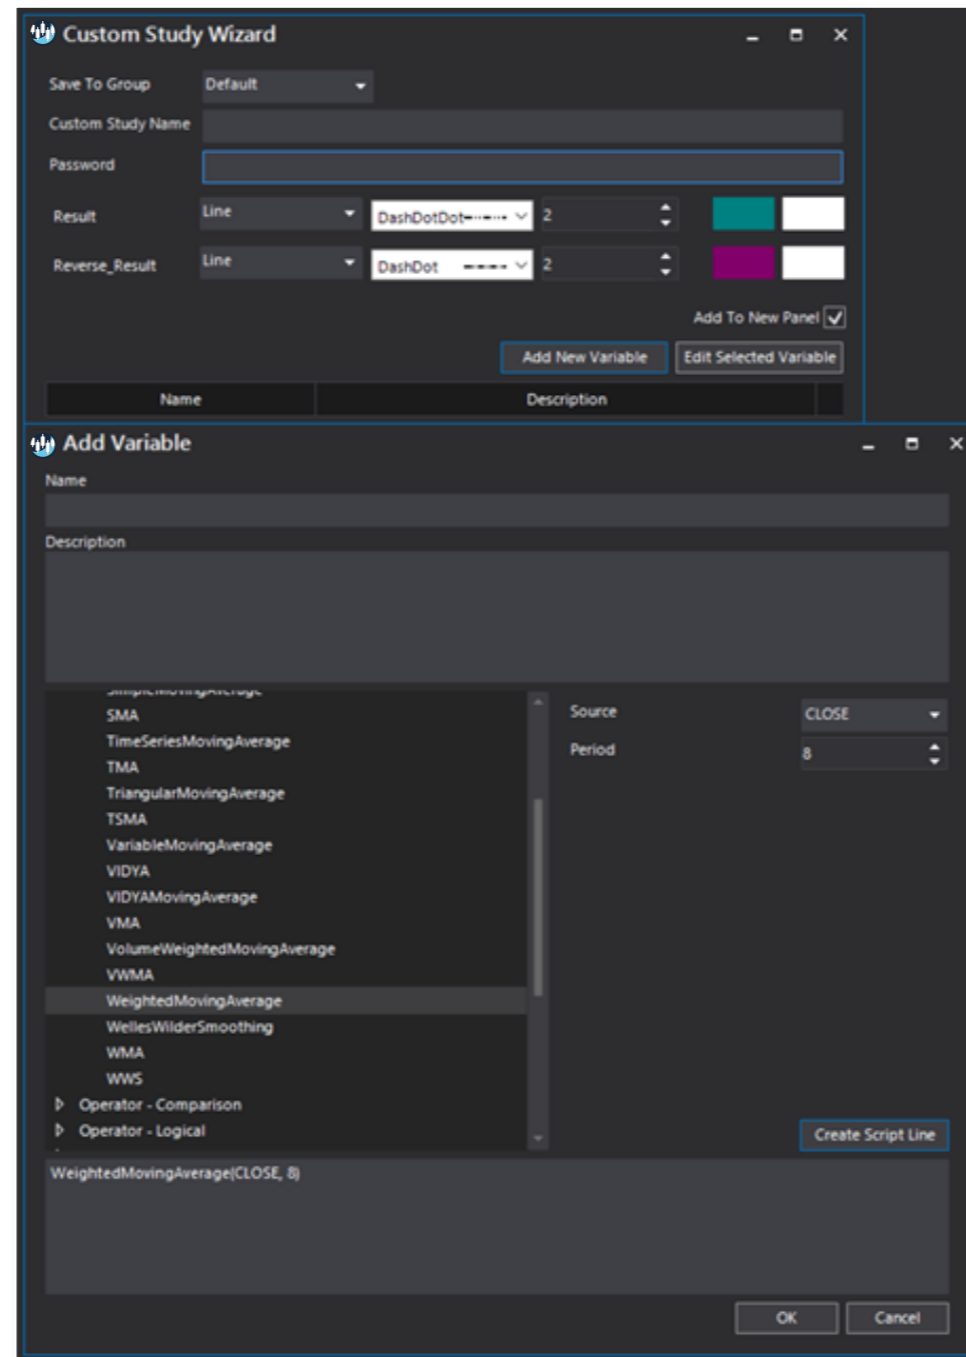 Custom Study Wizard
Save To Group Default
Custom Study Name
Password
Result Line DashDotDot 2
Reverse_Result Line DashDot 2
Add To New Panel
Add New Variable Edit Selected Variable
Name Description
Add Variable
Name
Description
SimpleMovingAverage
SMA
TimeSeriesMovingAverage
TMA
TriangularMovingAverage
TSMA
VariableMovingAverage
VIDYA
VIDYAMovingAverage
VMA
VolumeWeightedMovingAverage
VWMA
WeightedMovingAverage
WellesWilderSmoothing
WMA
WWS
Operator - Comparison
Operator - Logical
Source CLOSE
Period 8
Create Script Line
WeightedMovingAverage(CLOSE, 8)
OK Cancel